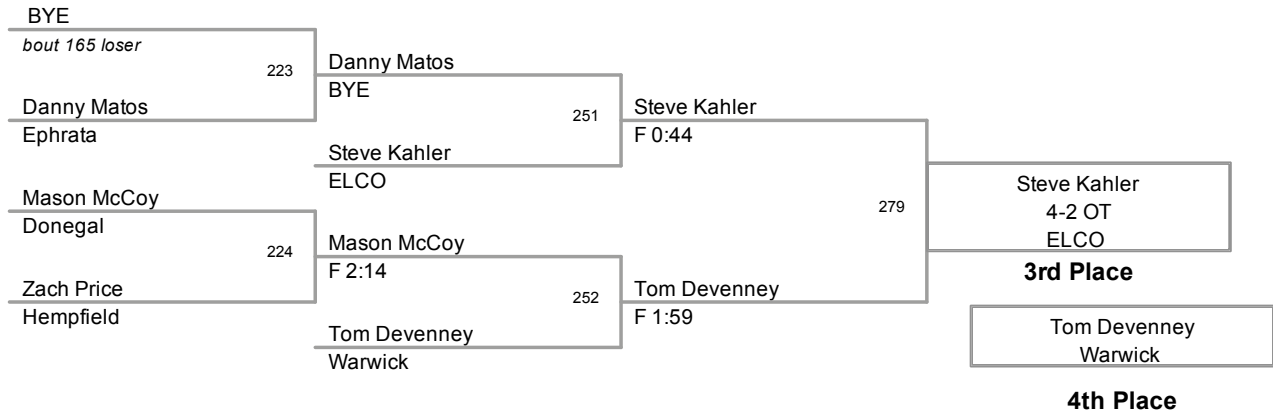 BYE
bout 165 loser
223
Danny Matos
Ephrata
Danny Matos
BYE
251
Steve Kahler
ELCO
Steve Kahler
F 0:44
Mason McCoy
Donegal
224
Zach Price
Hempfield
Mason McCoy
F 2:14
252
Tom Devenney
Warwick
Tom Devenney
F 1:59
279
Steve Kahler
4-2 OT
ELCO
3rd Place
Tom Devenney
Warwick
4th Place